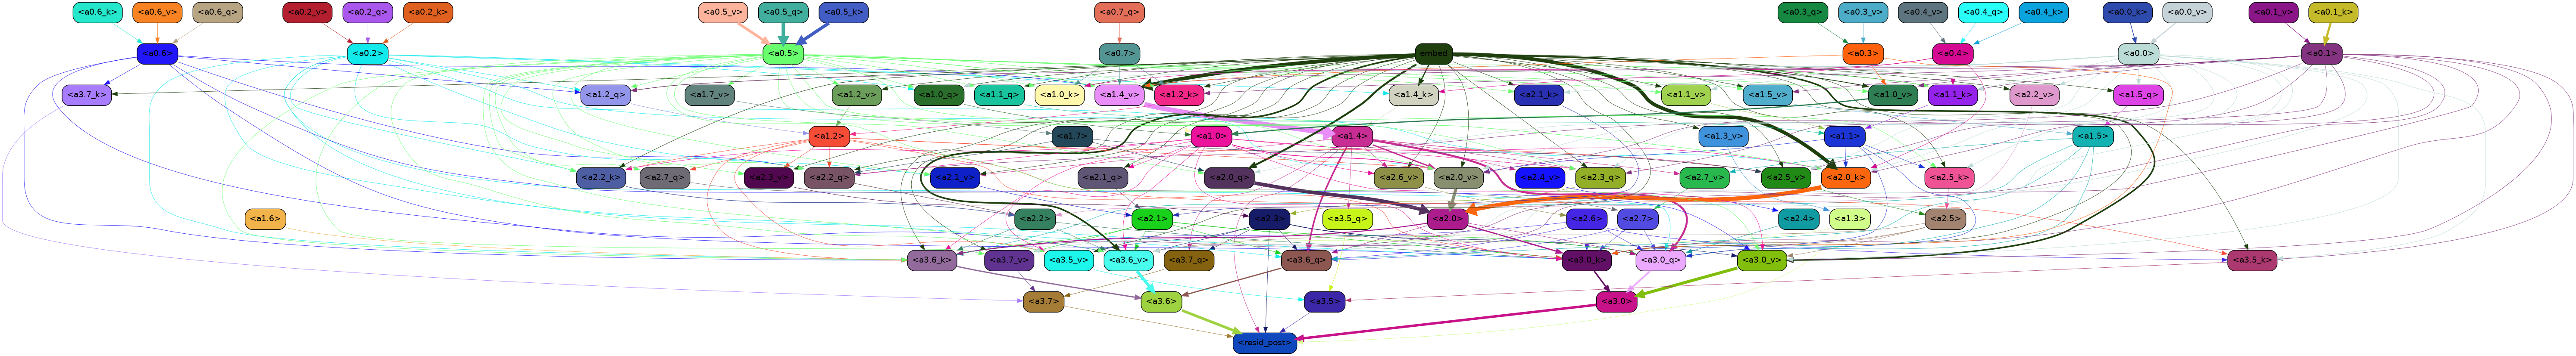 <a0.6_k> <a0.6_v> <a0.6_q> <a0.2_v> <a0.2_q> <a0.2_k> <a0.5_v> <a0.5_q> <a0.5_k> <a0.7_q> <a0.3_q> <a0.3_v> <a0.4_v> <a0.4_q> <a0.4_k> <a0.0_k> <a0.0_v> <a0.1_v> <a0.1_k>
<a0.6> <a0.2> <a0.5> <a0.7> embed <a0.3> <a0.4> <a0.0> <a0.1>
<a3.7_k> <a1.2_q> <a1.7_v> <a1.2_v> <a1.0_q> <a1.1_q> <a1.0_k> <a1.4_v> <a1.2_k> <a1.4_k> <a2.1_k> <a1.1_v> <a1.5_v> <a1.0_v> <a1.1_k> <a2.2_v> <a1.5_q>
<a1.2> <a1.7> <a1.0> <a1.4> <a1.3_v> <a1.1> <a1.5>
<a2.2_k> <a2.7_q> <a2.3_v> <a2.2_q> <a2.1_v> <a2.1_q> <a2.0_q> <a2.6_v> <a2.0_v> <a2.4_v> <a2.3_q> <a2.7_v> <a2.5_v> <a2.0_k> <a2.5_k>
<a1.6> <a2.2> <a2.1> <a2.3> <a3.5_q> <a2.0> <a2.6> <a2.7> <a2.4> <a1.3> <a2.5>
<a3.6_k> <a3.7_v> <a3.5_v> <a3.6_v> <a3.7_q> <a3.6_q> <a3.0_k> <a3.0_q> <a3.0_v> <a3.5_k>
<a3.7> <a3.6> <a3.5> <a3.0>
<resid_post>